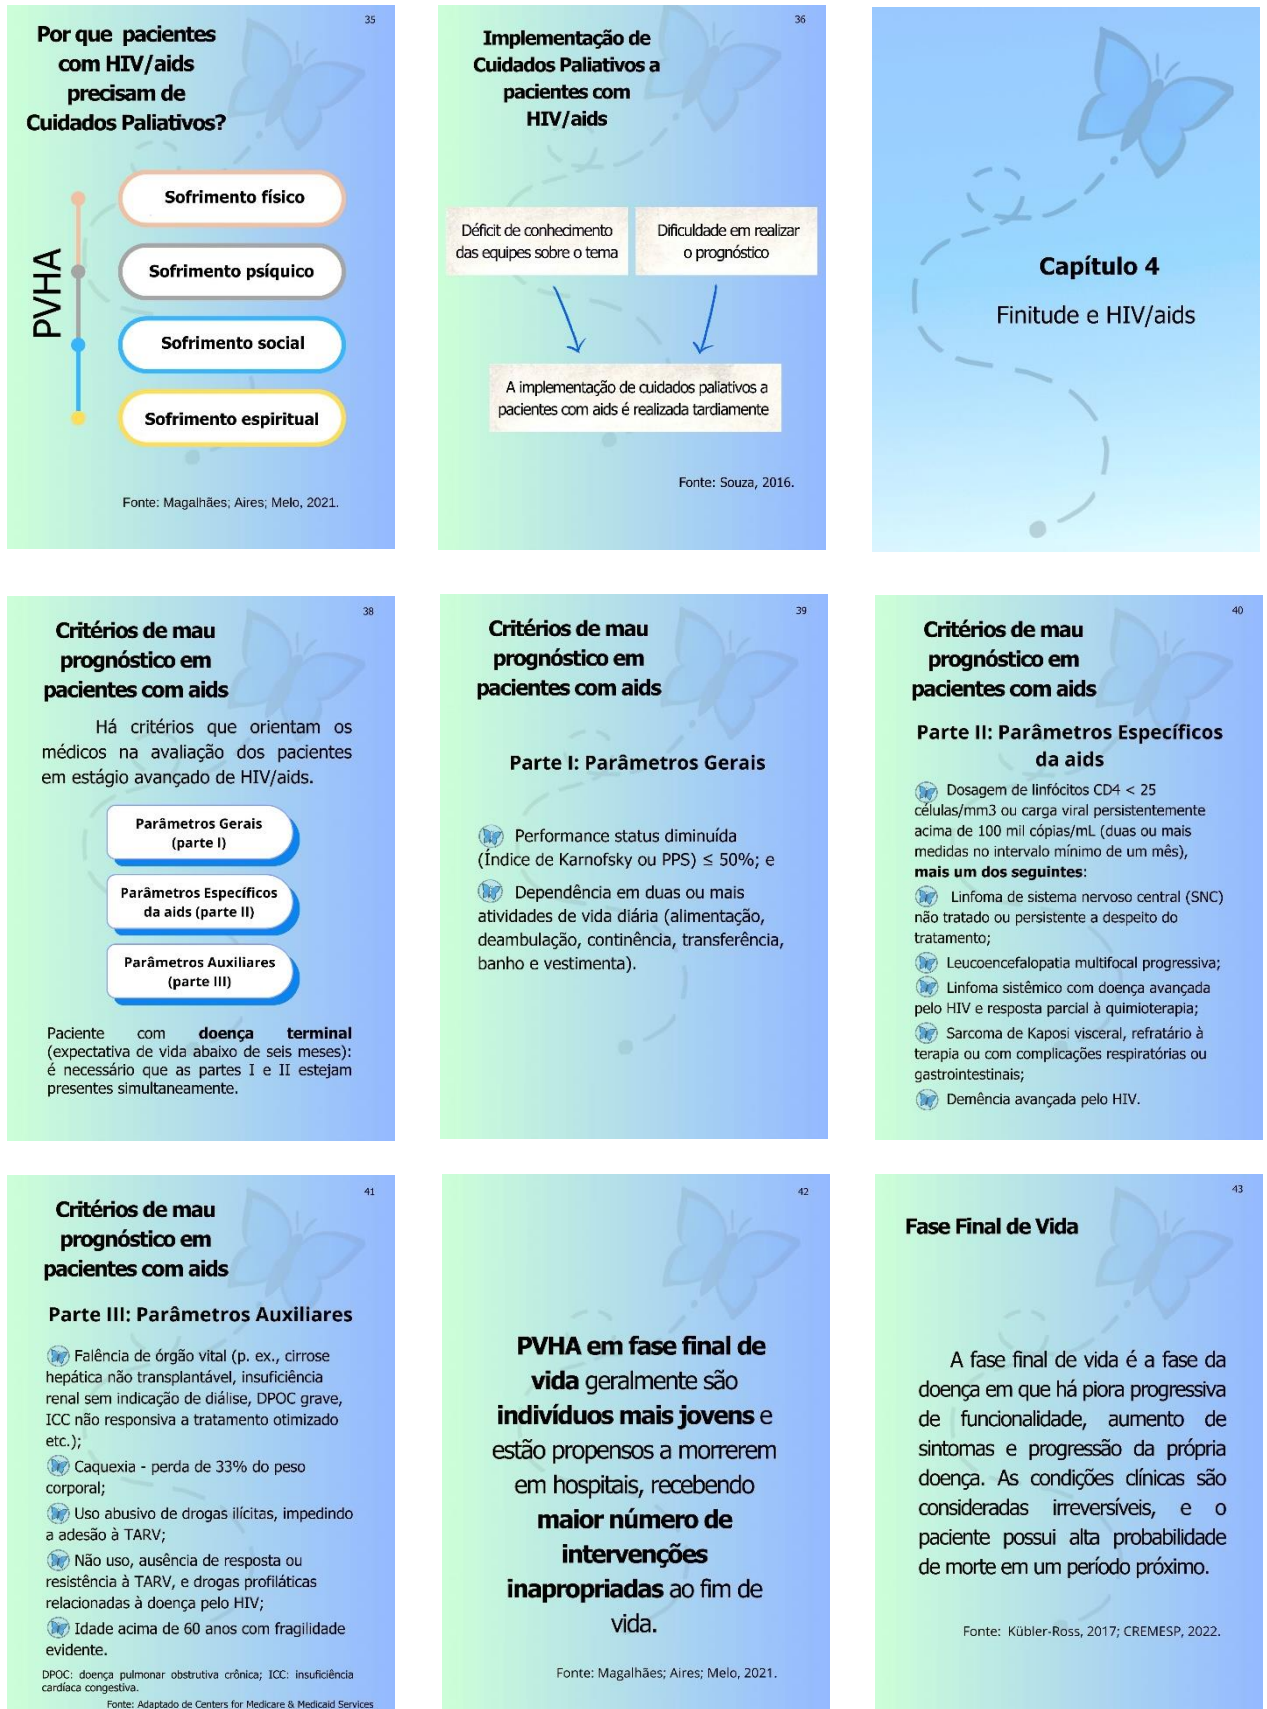 35
Por que pacientes
com HIV/aids
precisam de
Cuidados Paliativos?
PVHA
Sofrimento físico
Sofrimento psíquico
Sofrimento social
Sofrimento espiritual
Fonte: Magalhães; Aires; Melo, 2021.
36
Implementação de
Cuidados Paliativos a
pacientes com
HIV/aids
Déficit de conhecimento
das equipes sobre o tema
Dificuldade em realizar
o prognóstico
A implementação de cuidados paliativos a
pacientes com aids é realizada tardiamente
Fonte: Souza, 2016.
Capítulo 4
Finitude e HIV/aids
38
Critérios de mau
prognóstico em
pacientes com aids
Há critérios que orientam os
médicos na avaliação dos pacientes
em estágio avançado de HIV/aids.
Parâmetros Gerais
(parte I)
Parâmetros Específicos
da aids (parte II)
Parâmetros Auxiliares
(parte III)
Paciente com doença terminal
(expectativa de vida abaixo de seis meses):
é necessário que as partes I e II estejam
presentes simultaneamente.
39
Critérios de mau
prognóstico em
pacientes com aids
Parte I: Parâmetros Gerais
Performance status diminuída
(Índice de Karnofsky ou PPS) ≤ 50%; e
Dependência em duas ou mais
atividades de vida diária (alimentação,
deambulação, continência, transferência,
banho e vestimenta).
40
Critérios de mau
prognóstico em
pacientes com aids
Parte II: Parâmetros Específicos
da aids
Dosagem de linfócitos CD4 < 25
células/mm3 ou carga viral persistentemente
acima de 100 mil cópias/mL (duas ou mais
medidas no intervalo mínimo de um mês),
mais um dos seguintes:
Linfoma de sistema nervoso central (SNC)
não tratado ou persistente a despeito do
tratamento;
Leucoencefalopatia multifocal progressiva;
Linfoma sistêmico com doença avançada
pelo HIV e resposta parcial à quimioterapia;
Sarcoma de Kaposi visceral, refratário à
terapia ou com complicações respiratórias ou
gastrointestinais;
Demência avançada pelo HIV.
41
Critérios de mau
prognóstico em
pacientes com aids
Parte III: Parâmetros Auxiliares
Falência de órgão vital (p. ex., cirrose
hepática não transplantável, insuficiência
renal sem indicação de diálise, DPOC grave,
ICC não responsiva a tratamento otimizado
etc.);
Caquexia - perda de 33% do peso
corporal;
Uso abusivo de drogas ilícitas, impedindo
a adesão à TARV;
Não uso, ausência de resposta ou
resistência à TARV, e drogas profiláticas
relacionadas à doença pelo HIV;
Idade acima de 60 anos com fragilidade
evidente.
DPOC: doença pulmonar obstrutiva crônica; ICC: insuficiência
cardíaca congestiva.
Fonte: Adaptado de Centers for Medicare & Medicaid Services
42
PVHA em fase final de
vida geralmente são
indivíduos mais jovens e
estão propensos a morrerem
em hospitais, recebendo
maior número de
intervenções
inapropriadas ao fim de
vida.
Fonte: Magalhães; Aires; Melo, 2021.
43
Fase Final de Vida
A fase final de vida é a fase da
doença em que há piora progressiva
de funcionalidade, aumento de
sintomas e progressão da própria
doença. As condições clínicas são
consideradas irreversíveis, e o
paciente possui alta probabilidade
de morte em um período próximo.
Fonte: Kübler-Ross, 2017; CREMESP, 2022.